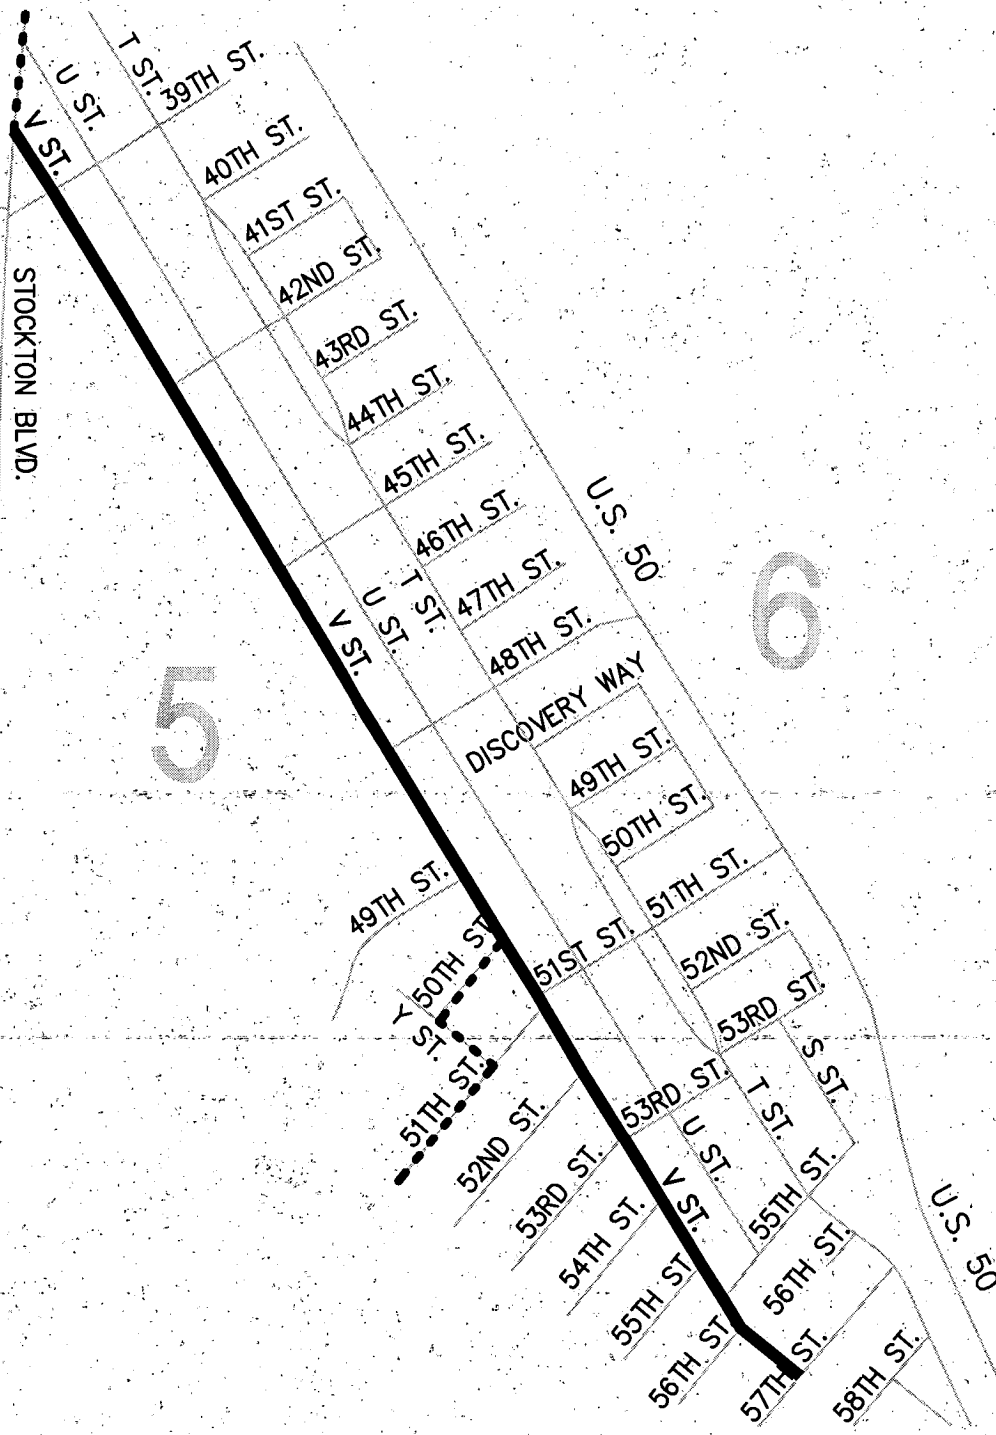 T ST.
39TH ST.
U ST.
V ST.
40TH ST.
41ST ST.
42ND ST.
STOCKTON BLVD.
43RD ST.
44TH ST.
45TH ST.
U.S. 50
46TH ST.
T ST.
47TH ST.
U ST.
V ST.
48TH ST.
6
5
DISCOVERY WAY
49TH ST.
50TH ST.
51TH ST.
49TH ST.
50TH ST.
51ST ST.
52ND ST.
53RD ST.
Y ST.
51TH ST.
S ST.
53RD ST.
T ST.
52ND ST.
U ST.
53RD ST.
V ST.
55TH ST.
54TH ST.
U.S. 50
56TH ST.
55TH ST.
56TH ST.
57TH ST.
58TH ST.